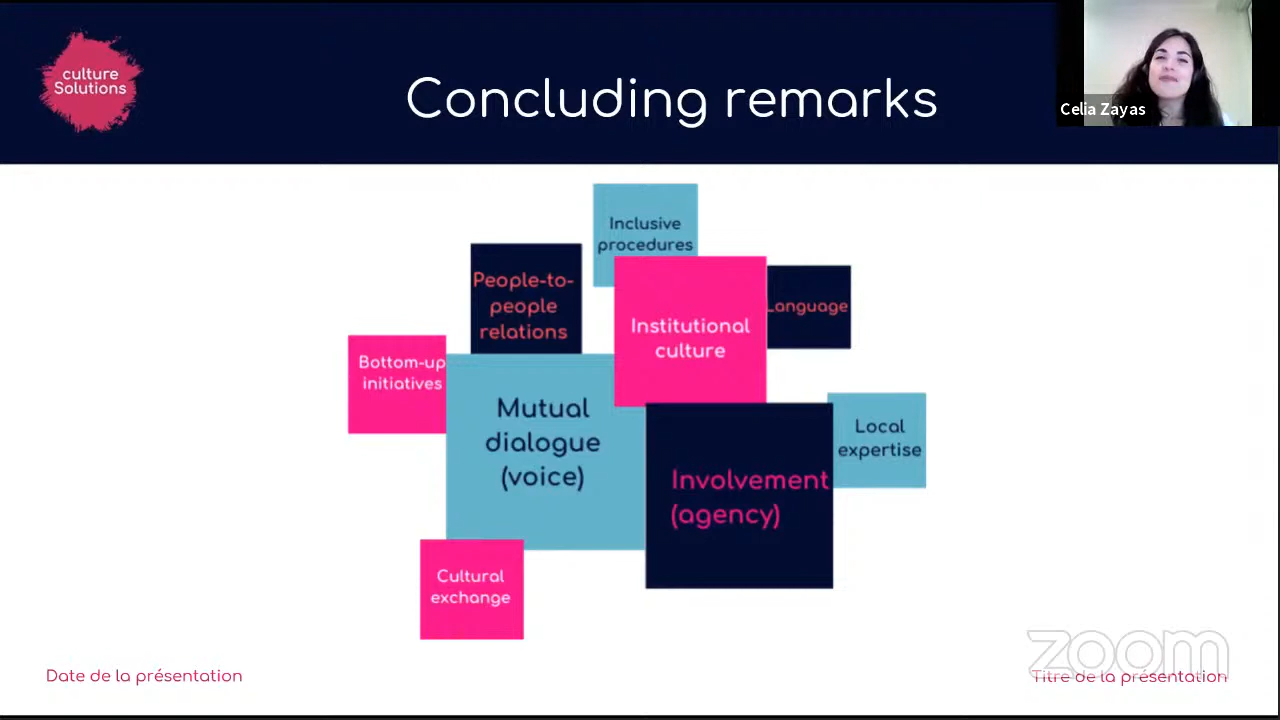 culture
Solutions
Concluding remarks
Celia Zayas
Inclusive
procedures
People-to-
people
relations
Institutional
culture
Language
Bottom-up
initiatives
Mutual
dialogue
(voice)
Local
expertise
Involvement
(agency)
Cultural
exchange
zoom
Date de la présentation
Titre de la présentation